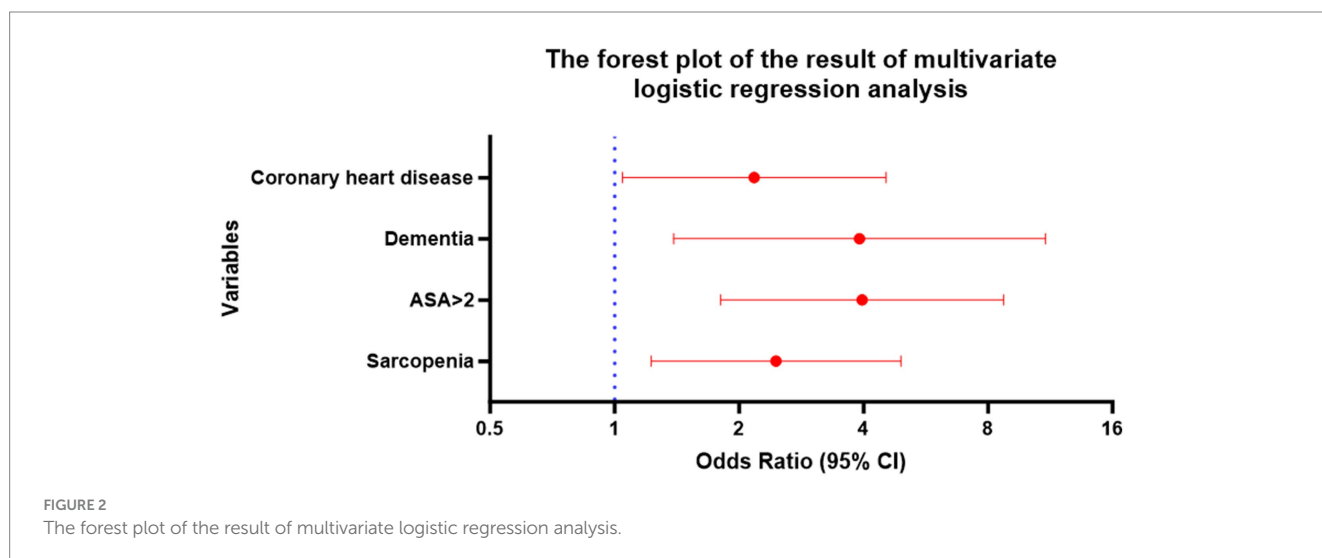 The forest plot of the result of multivariate
logistic regression analysis
Variables
Coronary heart disease
Dementia
ASA>2
Sarcopenia
0.5 1 2 4 8 16
Odds Ratio (95% CI)
FIGURE 2
The forest plot of the result of multivariate logistic regression analysis.